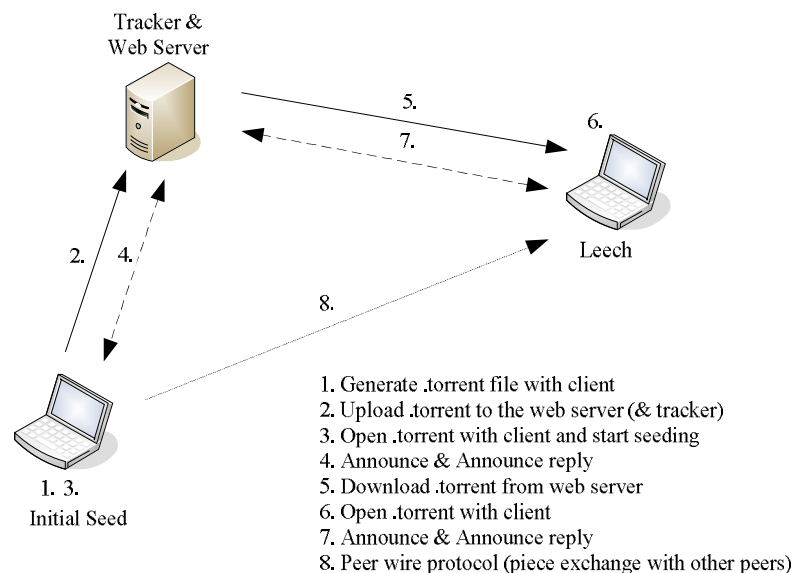 Tracker &
Web Server
5.
6.
7.
Leech
2.
4.
8.
1. Generate .torrent file with client
2. Upload .torrent to the web server (& tracker)
3. Open .torrent with client and start seeding
4. Announce & Announce reply
5. Download .torrent from web server
6. Open .torrent with client
7. Announce & Announce reply
8. Peer wire protocol (piece exchange with other peers)
1. 3.
Initial Seed